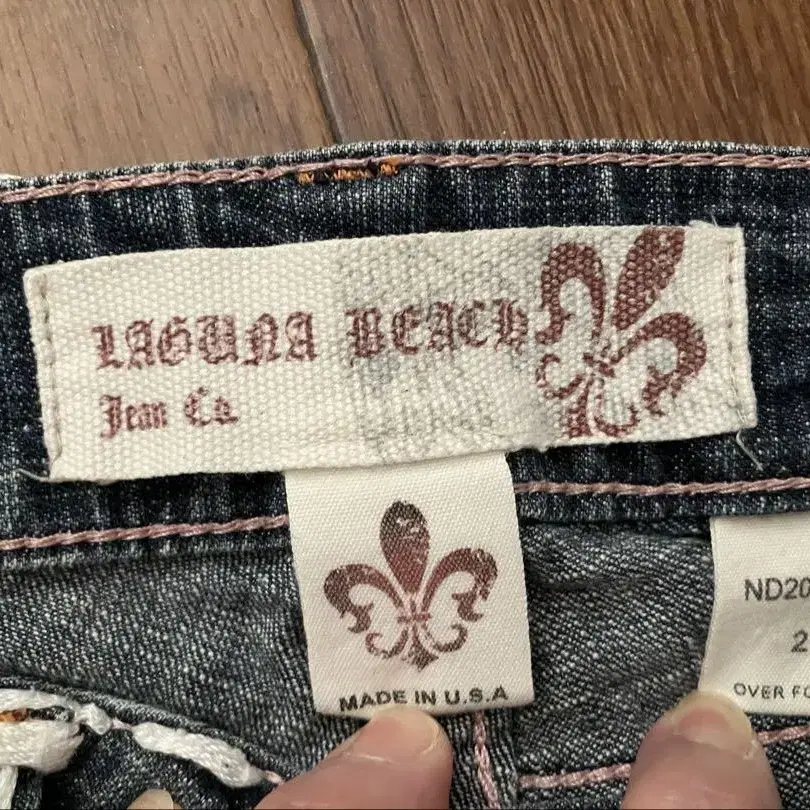 LAGUNA BEACH
Jean Co.
MADE IN U.S.A
ND20
2
OVER FO